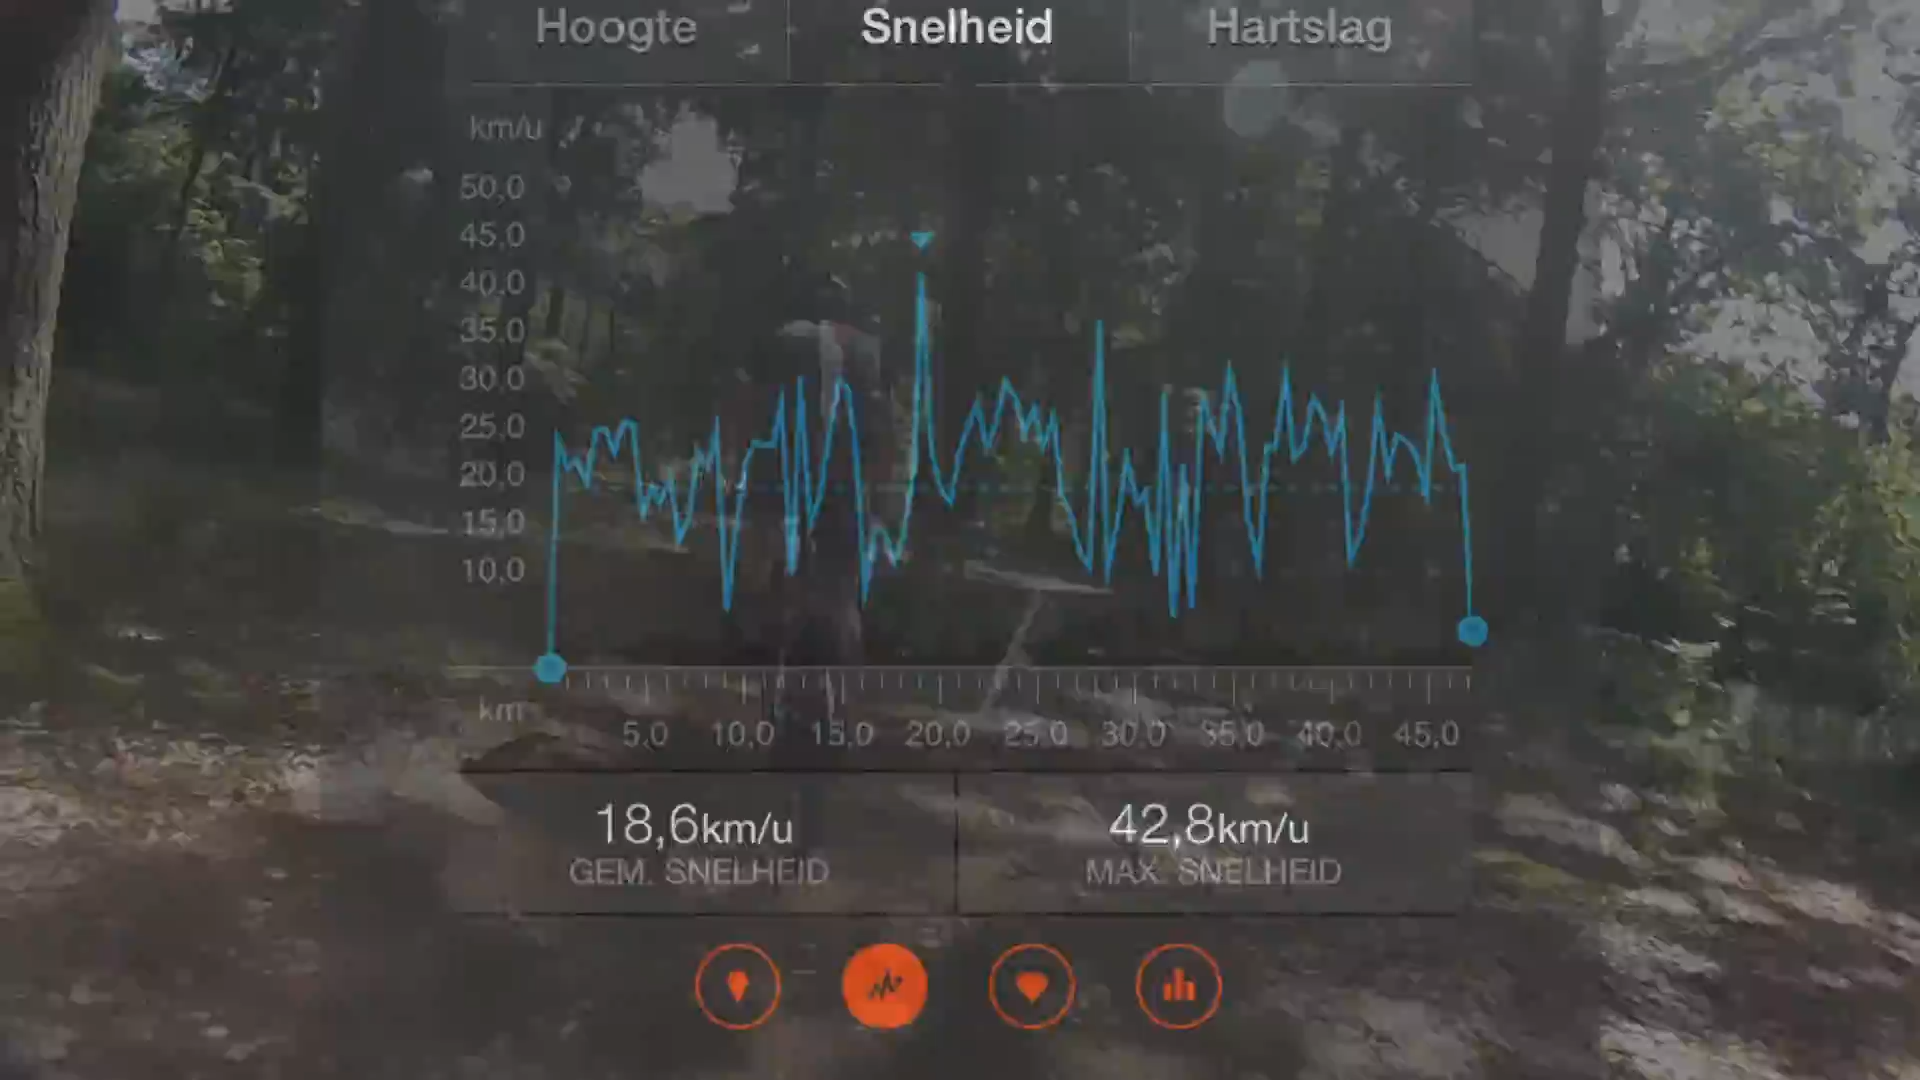 Hoogte Snelheid Hartslag
km/u
50,0
45,0
40,0
35,0
30,0
25,0
20,0
15,0
10,0
km
5,0 10,0 15,0 20,0 25,0 30,0 35,0 40,0 45,0
18,6km/u 42,8km/u
GEM. SNELHEID MAX. SNELHEID